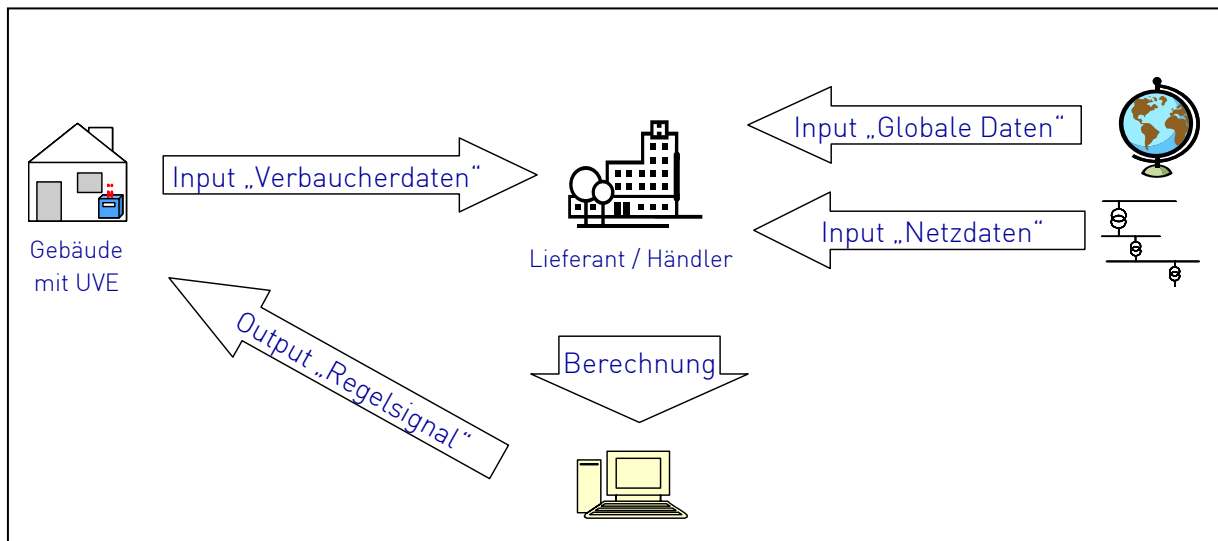 Input „Globale Daten“
Input „Verbaucherdaten“
Input „Netzdaten“
Gebäude
mit UVE
Lieferant / Händler
Output „Regelsignal“
Berechnung